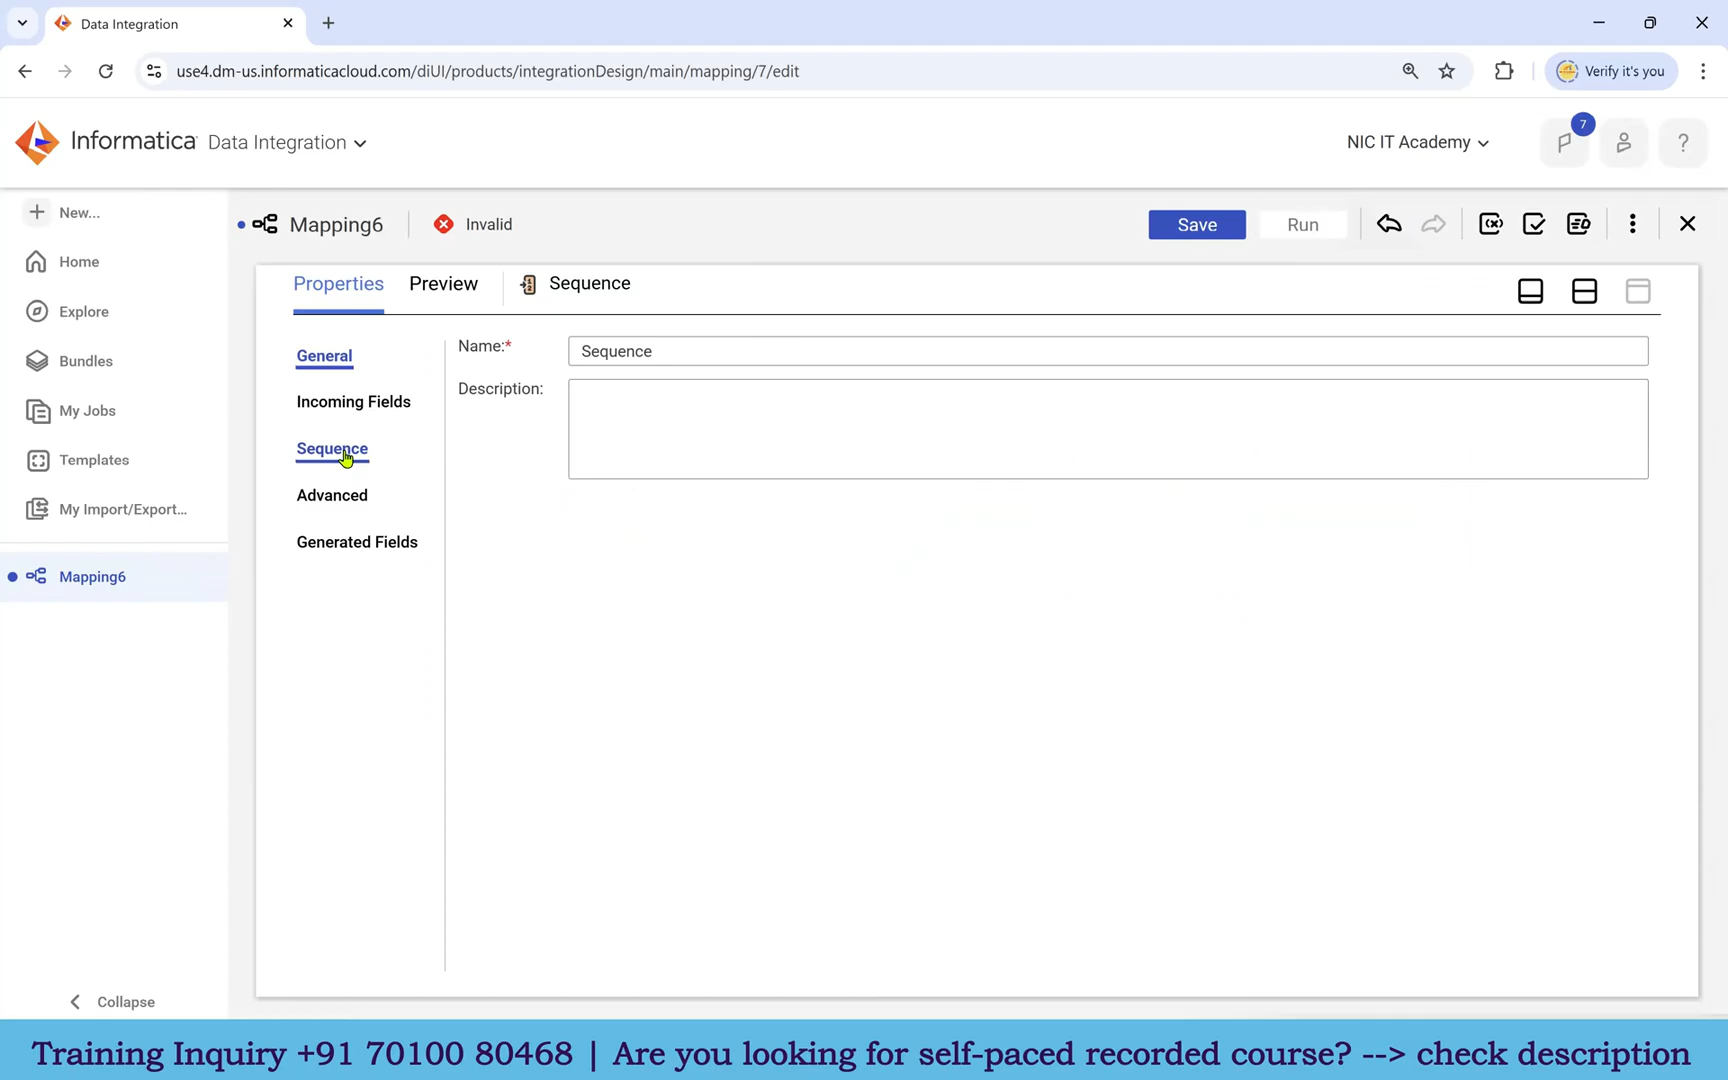 Data Integration
use4.dm-us.informaticacloud.com/diUI/products/integrationDesign/main/mapping/7/edit
Verify it's you
Informatica Data Integration
NIC IT Academy
7
?
New...
Home
Explore
Bundles
My Jobs
Templates
My Import/Export...
Mapping6
Collapse
Mapping6
Invalid
Save
Run
Properties
Preview
Sequence
General
Incoming Fields
Sequence
Advanced
Generated Fields
Name:*
Sequence
Description:
Training Inquiry +91 70100 80468 | Are you looking for self-paced recorded course? --> check description